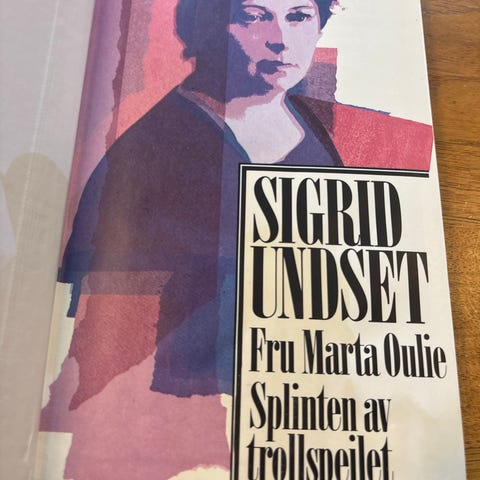 SIGRID
UNDSET
Fru Marta Oulie
Splinten av
trollspeilet